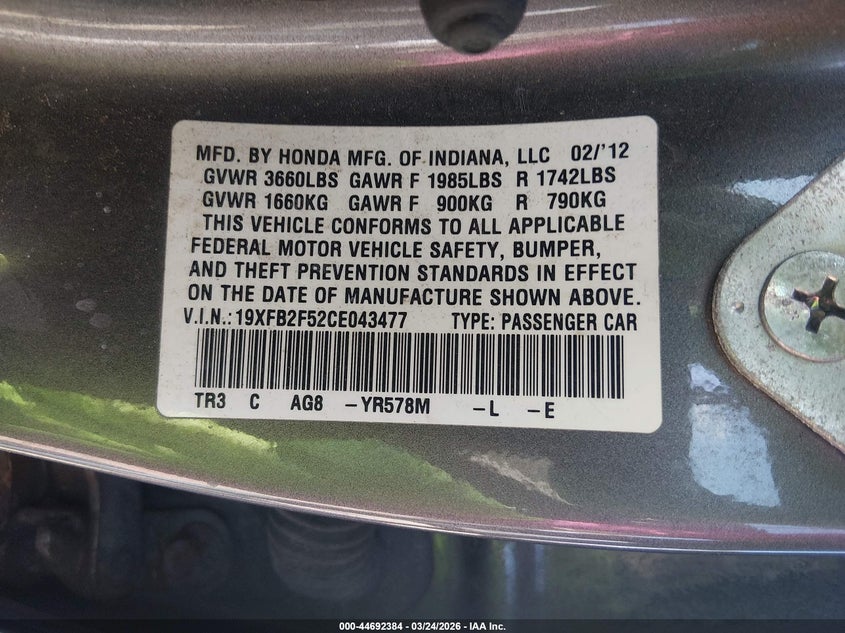 MFD. BY HONDA MFG. OF INDIANA, LLC 02/'12
GVWR 3660LBS GAWR F 1985LBS R 1742LBS
GVWR 1660KG GAWR F 900KG R 790KG
THIS VEHICLE CONFORMS TO ALL APPLICABLE
FEDERAL MOTOR VEHICLE SAFETY, BUMPER,
AND THEFT PREVENTION STANDARDS IN EFFECT
ON THE DATE OF MANUFACTURE SHOWN ABOVE.
V.I.N.:19XFB2F52CE043477 TYPE: PASSENGER CAR
TR3 C AG8 -YR578M -L -E
000-44692384 - 03/24/2026 - IAA Inc.